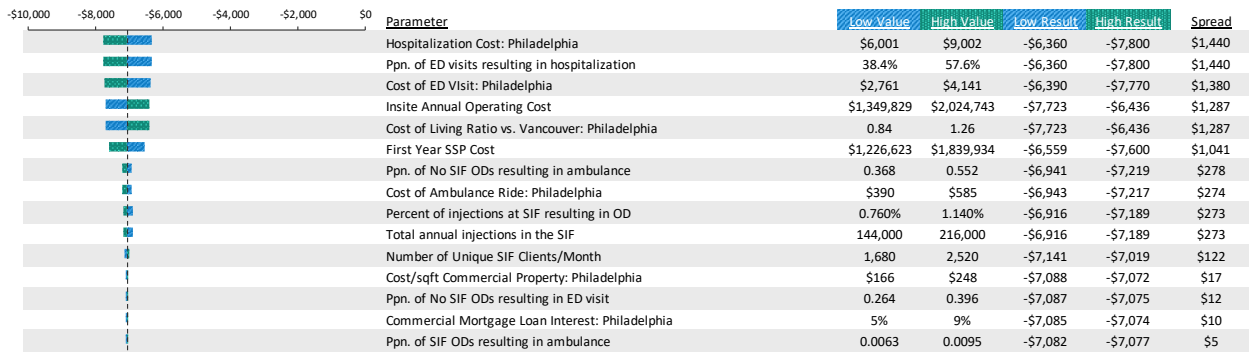 -$10,000 -$8,000 -$6,000 -$4,000 -$2,000 $0
Parameter Low Value High Value Low Result High Result Spread
Hospitalization Cost: Philadelphia $6,001 $9,002 -$6,360 -$7,800 $1,440
Ppn. of ED visits resulting in hospitalization 38.4% 57.6% -$6,360 -$7,800 $1,440
Cost of ED VIsit: Philadelphia $2,761 $4,141 -$6,390 -$7,770 $1,380
Insite Annual Operating Cost $1,349,829 $2,024,743 -$7,723 -$6,436 $1,287
Cost of Living Ratio vs. Vancouver: Philadelphia 0.84 1.26 -$7,723 -$6,436 $1,287
First Year SSP Cost $1,226,623 $1,839,934 -$6,559 -$7,600 $1,041
Ppn. of No SIF ODs resulting in ambulance 0.368 0.552 -$6,941 -$7,219 $278
Cost of Ambulance Ride: Philadelphia $390 $585 -$6,943 -$7,217 $274
Percent of injections at SIF resulting in OD 0.760% 1.140% -$6,916 -$7,189 $273
Total annual injections in the SIF 144,000 216,000 -$6,916 -$7,189 $273
Number of Unique SIF Clients/Month 1,680 2,520 -$7,141 -$7,019 $122
Cost/sqft Commercial Property: Philadelphia $166 $248 -$7,088 -$7,072 $17
Ppn. of No SIF ODs resulting in ED visit 0.264 0.396 -$7,087 -$7,075 $12
Commercial Mortgage Loan Interest: Philadelphia 5% 9% -$7,085 -$7,074 $10
Ppn. of SIF ODs resulting in ambulance 0.0063 0.0095 -$7,082 -$7,077 $5